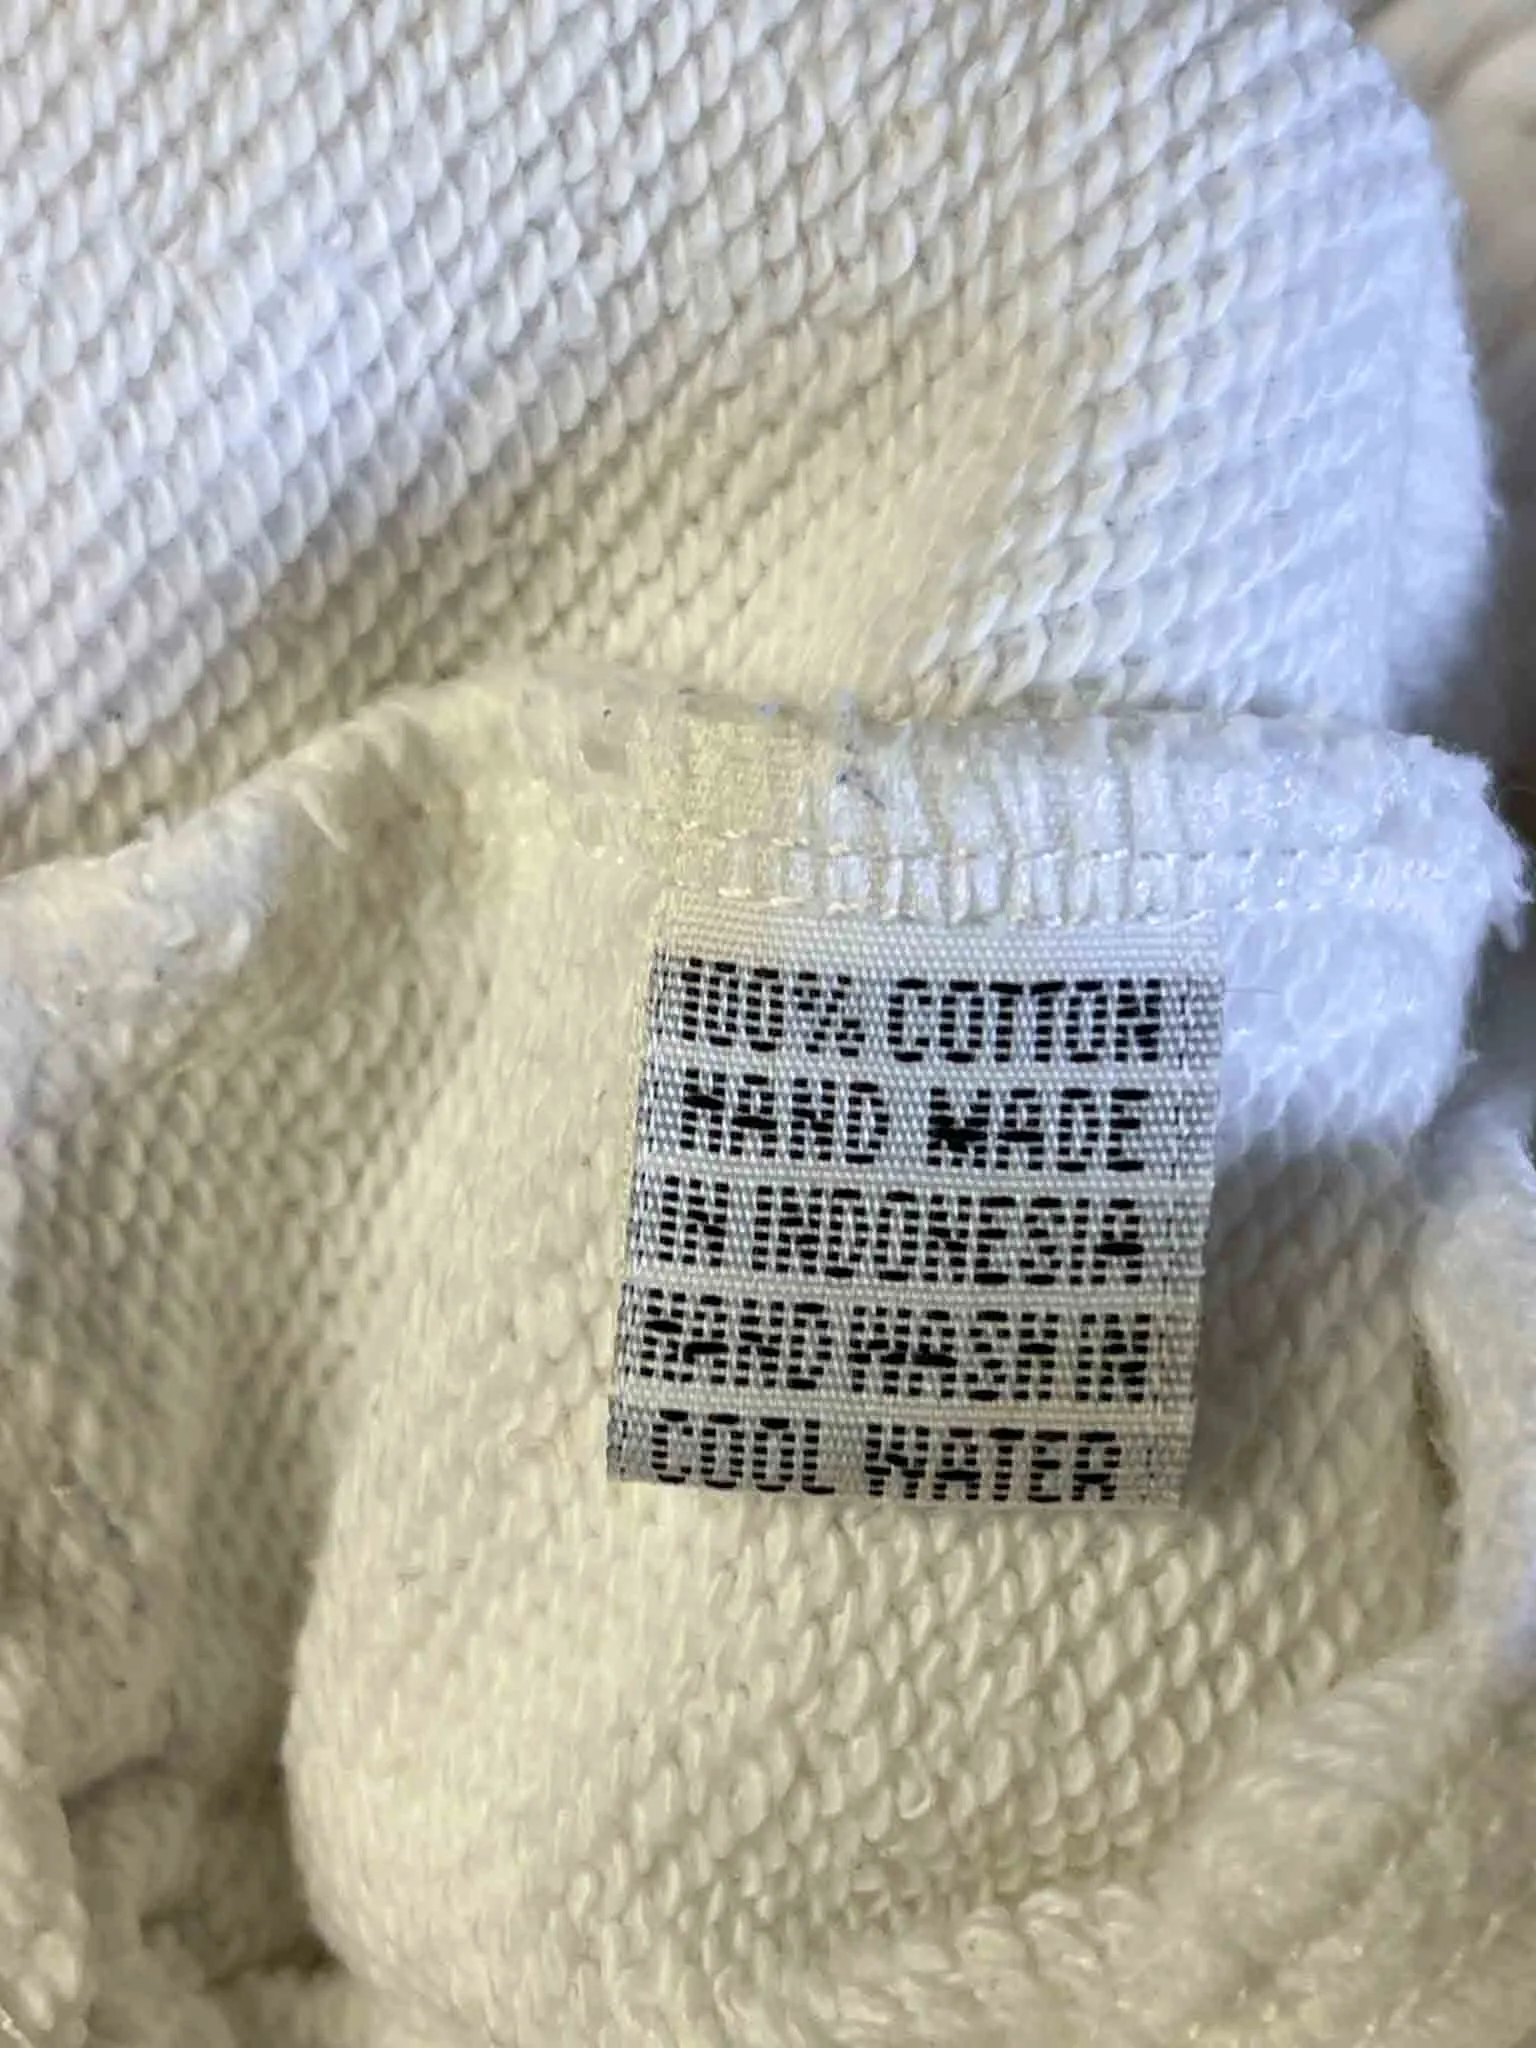 100% COTTON
HAND MADE
IN INDONESIA
HAND WASH IN
COOL WATER